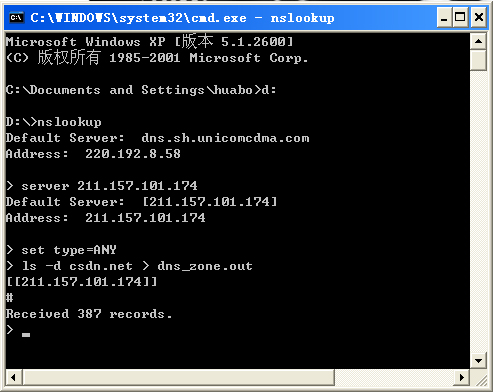 C:\WINDOWS\system32\cmd.exe - nslookup
Microsoft Windows XP [版本 5.1.2600]
(C) 版权所有 1985-2001 Microsoft Corp.
C:\Documents and Settings\huabo>d:
D:\>nslookup
Default Server:  dns.sh.unicomcdma.com
Address:  220.192.8.58
> server 211.157.101.174
Default Server:  [211.157.101.174]
Address:  211.157.101.174
> set type=ANY
> ls -d csdn.net > dns_zone.out
[[211.157.101.174]]
#
Received 387 records.
> _